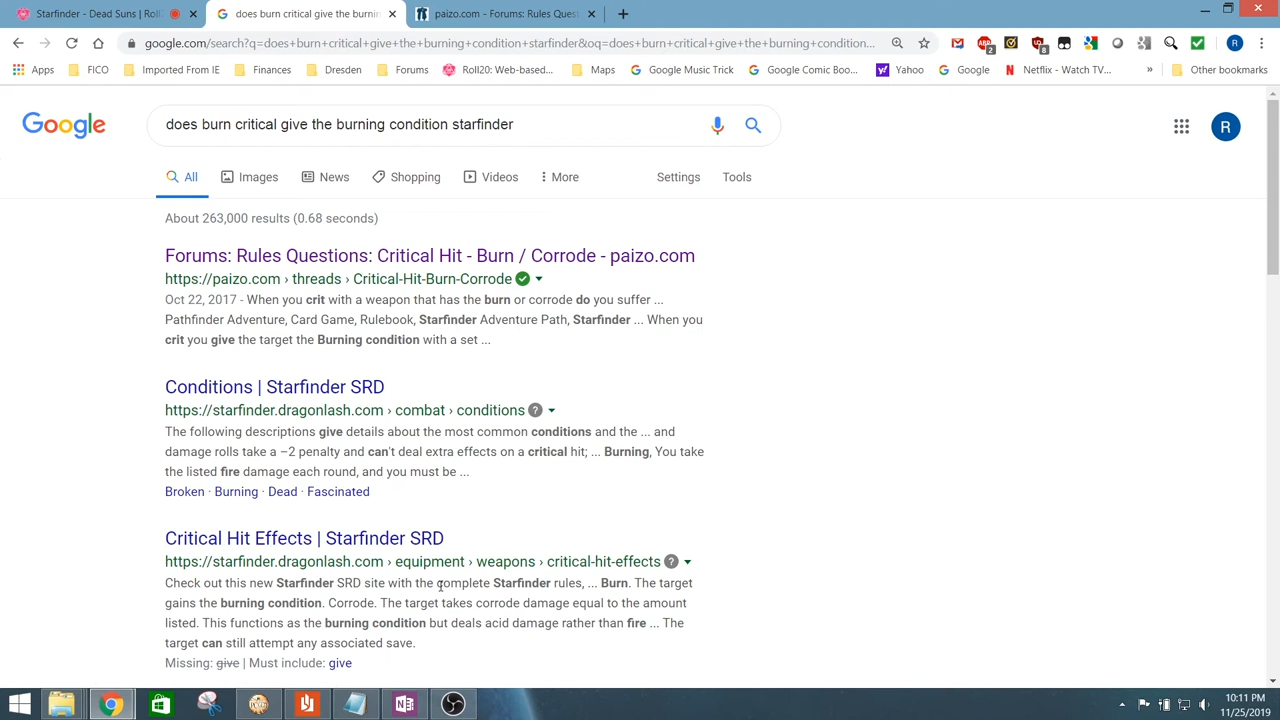 Starfinder - Dead Suns | Roll2
does burn critical give the burnin
paizo.com - Forums: Rules Quest
google.com/search?q=does+burn+critical+give+the+burning+condition+starfinder&oq=does+burn+critical+give+the+burning+condition...
Apps FICO Imported From IE Finances Dresden Forums Roll20: Web-based... Maps Google Music Trick Google Comic Boo... Yahoo Google Netflix - Watch TV... » Other bookmarks
Google
does burn critical give the burning condition starfinder
R
All Images News Shopping Videos More Settings Tools
About 263,000 results (0.68 seconds)
Forums: Rules Questions: Critical Hit - Burn / Corrode - paizo.com
https://paizo.com › threads › Critical-Hit-Burn-Corrode
Oct 22, 2017 - When you crit with a weapon that has the burn or corrode do you suffer ...
Pathfinder Adventure, Card Game, Rulebook, Starfinder Adventure Path, Starfinder ... When you
crit you give the target the Burning condition with a set ...
Conditions | Starfinder SRD
https://starfinder.dragonlash.com › combat › conditions
The following descriptions give details about the most common conditions and the ... and
damage rolls take a −2 penalty and can't deal extra effects on a critical hit; ... Burning, You take
the listed fire damage each round, and you must be ...
Broken · Burning · Dead · Fascinated
Critical Hit Effects | Starfinder SRD
https://starfinder.dragonlash.com › equipment › weapons › critical-hit-effects
Check out this new Starfinder SRD site with the complete Starfinder rules, ... Burn. The target
gains the burning condition. Corrode. The target takes corrode damage equal to the amount
listed. This functions as the burning condition but deals acid damage rather than fire ... The
target can still attempt any associated save.
Missing: give | Must include: give
10:11 PM
11/25/2019